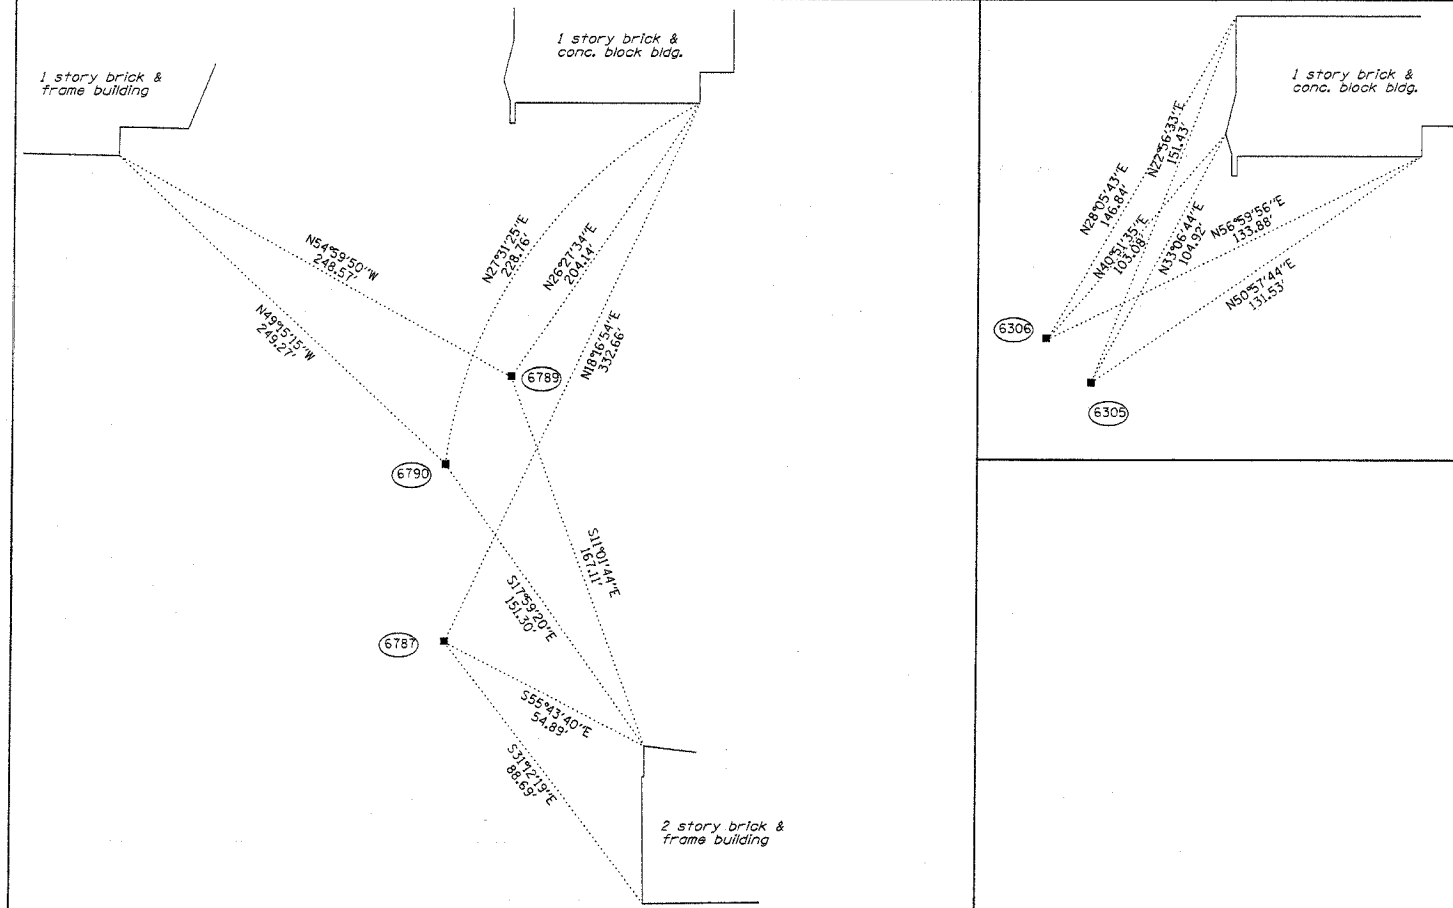 1 story brick &
frame building
1 story brick &
conc. block bldg.
N54°59'50"W
248.57'
N49°15'15"W
249.27'
N27°31'25"E
228.76'
N26°27'34"E
204.14'
N18°16'54"E
332.66'
6789
6790
S11°01'44"E
167.11'
S17°59'20"E
151.30'
6787
S55°43'40"E
54.89'
S31°12'19"E
88.69'
2 story brick &
frame building
1 story brick &
conc. block bldg.
N22°56'33"E
151.43'
N28°05'43"E
146.84'
N40°51'35"E
103.08'
N33°06'44"E
104.92'
N56°59'56"E
133.88'
N50°57'44"E
131.53'
6306
6305